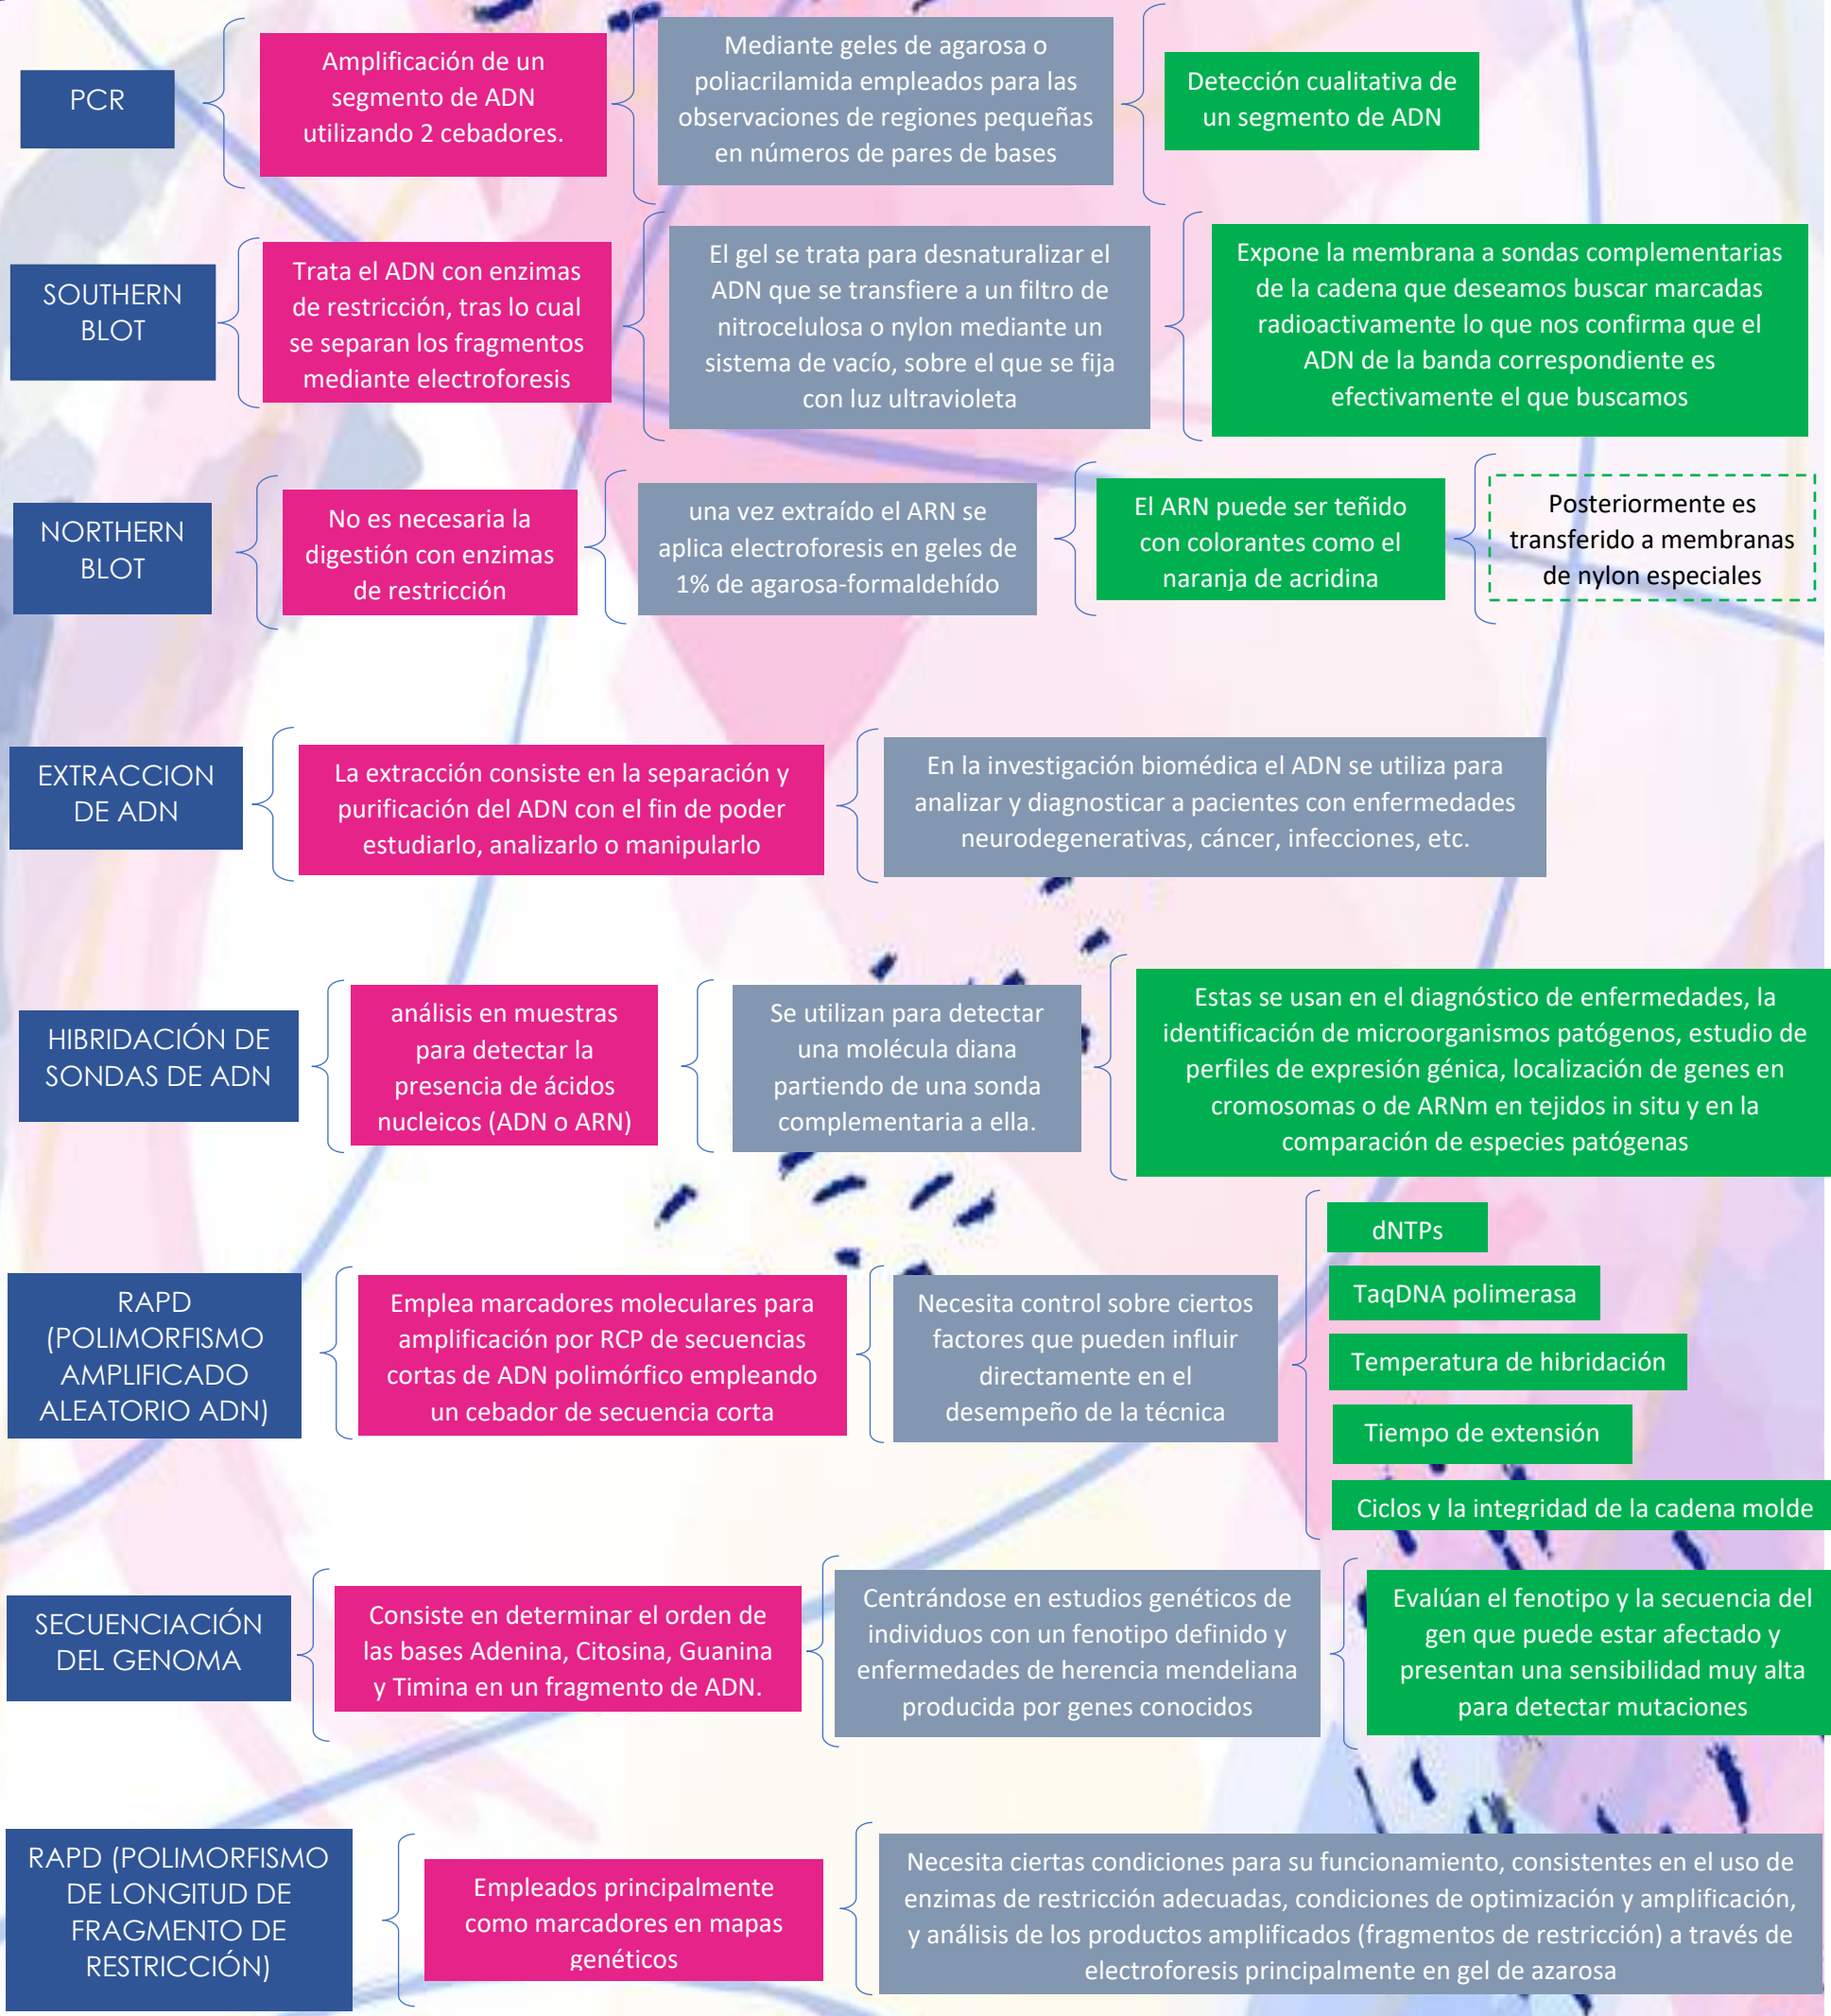 PCR
Amplificación de un
segmento de ADN
utilizando 2 cebadores.
Mediante geles de agarosa o
poliacrilamida empleados para las
observaciones de regiones pequeñas
en números de pares de bases
Detección cualitativa de
un segmento de ADN
SOUTHERN
BLOT
Trata el ADN con enzimas
de restricción, tras lo cual
se separan los fragmentos
mediante electroforesis
El gel se trata para desnaturalizar el
ADN que se transfiere a un filtro de
nitrocelulosa o nylon mediante un
sistema de vacío, sobre el que se fija
con luz ultravioleta
Expone la membrana a sondas complementarias
de la cadena que deseamos buscar marcadas
radioactivamente lo que nos confirma que el
ADN de la banda correspondiente es
efectivamente el que buscamos
NORTHERN
BLOT
No es necesaria la
digestión con enzimas
de restricción
una vez extraído el ARN se
aplica electroforesis en geles de
1% de agarosa-formaldehído
El ARN puede ser teñido
con colorantes como el
naranja de acridina
Posteriormente es
transferido a membranas
de nylon especiales
EXTRACCION
DE ADN
La extracción consiste en la separación y
purificación del ADN con el fin de poder
estudiarlo, analizarlo o manipularlo
En la investigación biomédica el ADN se utiliza para
analizar y diagnosticar a pacientes con enfermedades
neurodegenerativas, cáncer, infecciones, etc.
HIBRIDACIÓN DE
SONDAS DE ADN
análisis en muestras
para detectar la
presencia de ácidos
nucleicos (ADN o ARN)
Se utilizan para detectar
una molécula diana
partiendo de una sonda
complementaria a ella.
Estas se usan en el diagnóstico de enfermedades, la
identificación de microorganismos patógenos, estudio de
perfiles de expresión génica, localización de genes en
cromosomas o de ARNm en tejidos in situ y en la
comparación de especies patógenas
RAPD
(POLIMORFISMO
AMPLIFICADO
ALEATORIO ADN)
Emplea marcadores moleculares para
amplificación por RCP de secuencias
cortas de ADN polimórfico empleando
un cebador de secuencia corta
Necesita control sobre ciertos
factores que pueden influir
directamente en el
desempeño de la técnica
dNTPs
TaqDNA polimerasa
Temperatura de hibridación
Tiempo de extensión
Ciclos y la integridad de la cadena molde
SECUENCIACIÓN
DEL GENOMA
Consiste en determinar el orden de
las bases Adenina, Citosina, Guanina
y Timina en un fragmento de ADN.
Centrándose en estudios genéticos de
individuos con un fenotipo definido y
enfermedades de herencia mendeliana
producida por genes conocidos
Evalúan el fenotipo y la secuencia del
gen que puede estar afectado y
presentan una sensibilidad muy alta
para detectar mutaciones
RAPD (POLIMORFISMO
DE LONGITUD DE
FRAGMENTO DE
RESTRICCIÓN)
Empleados principalmente
como marcadores en mapas
genéticos
Necesita ciertas condiciones para su funcionamiento, consistentes en el uso de
enzimas de restricción adecuadas, condiciones de optimización y amplificación,
y análisis de los productos amplificados (fragmentos de restricción) a través de
electroforesis principalmente en gel de azarosa